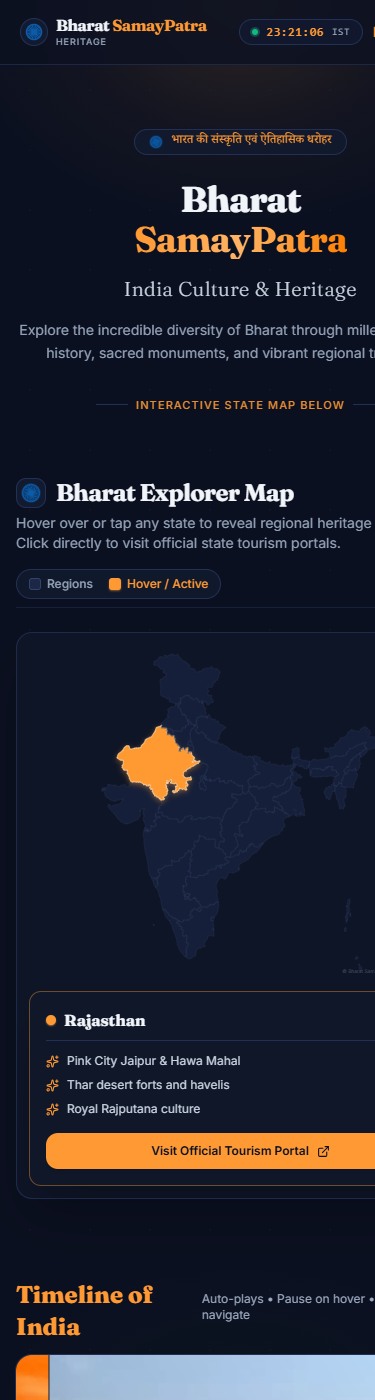 Bharat SamayPatra
HERITAGE
23:21:06 IST
भारत की संस्कृति एवं ऐतिहासिक धरोहर
Bharat
SamayPatra
India Culture & Heritage
Explore the incredible diversity of Bharat through mille
history, sacred monuments, and vibrant regional tr
INTERACTIVE STATE MAP BELOW
Bharat Explorer Map
Hover over or tap any state to reveal regional heritage
Click directly to visit official state tourism portals.
Regions Hover / Active
Rajasthan
Pink City Jaipur & Hawa Mahal
Thar desert forts and havelis
Royal Rajputana culture
Visit Official Tourism Portal
Timeline of
India
Auto-plays • Pause on hover •
navigate